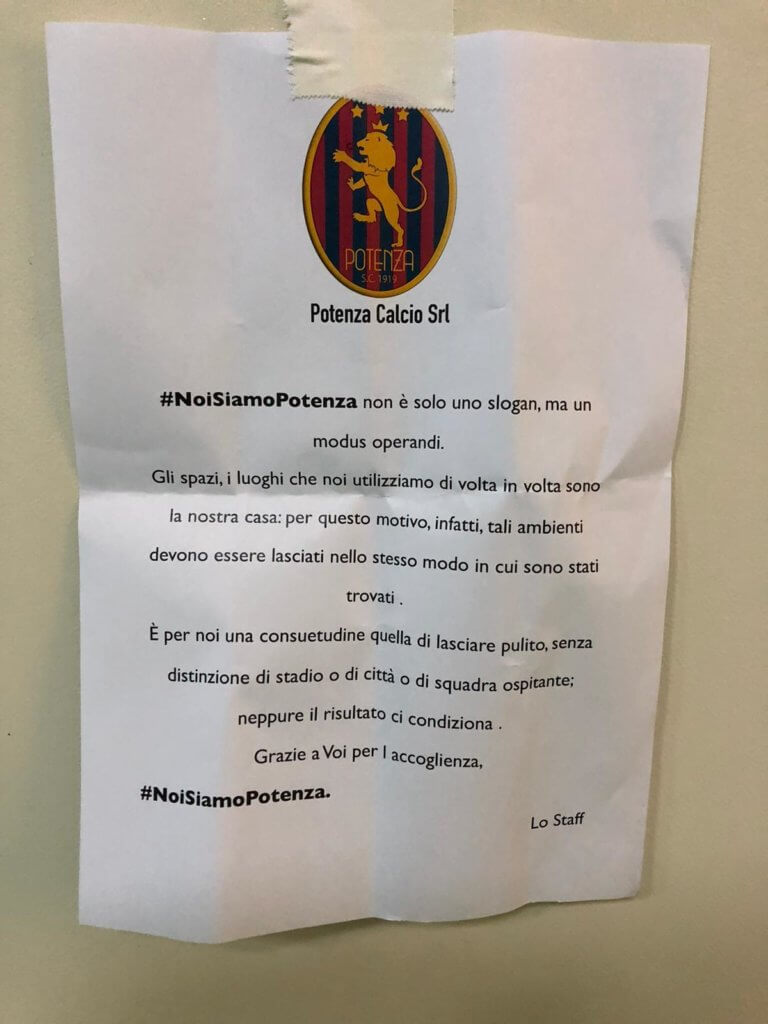 POTENZA
S.C. 1919
Potenza Calcio Srl
#NoiSiamoPotenza non è solo uno slogan, ma un
modus operandi.
Gli spazi, i luoghi che noi utilizziamo di volta in volta sono
la nostra casa: per questo motivo, infatti, tali ambienti
devono essere lasciati nello stesso modo in cui sono stati
trovati .
È per noi una consuetudine quella di lasciare pulito, senza
distinzione di stadio o di città o di squadra ospitante;
neppure il risultato ci condiziona .
Grazie a Voi per l accoglienza,
#NoiSiamoPotenza.
Lo Staff